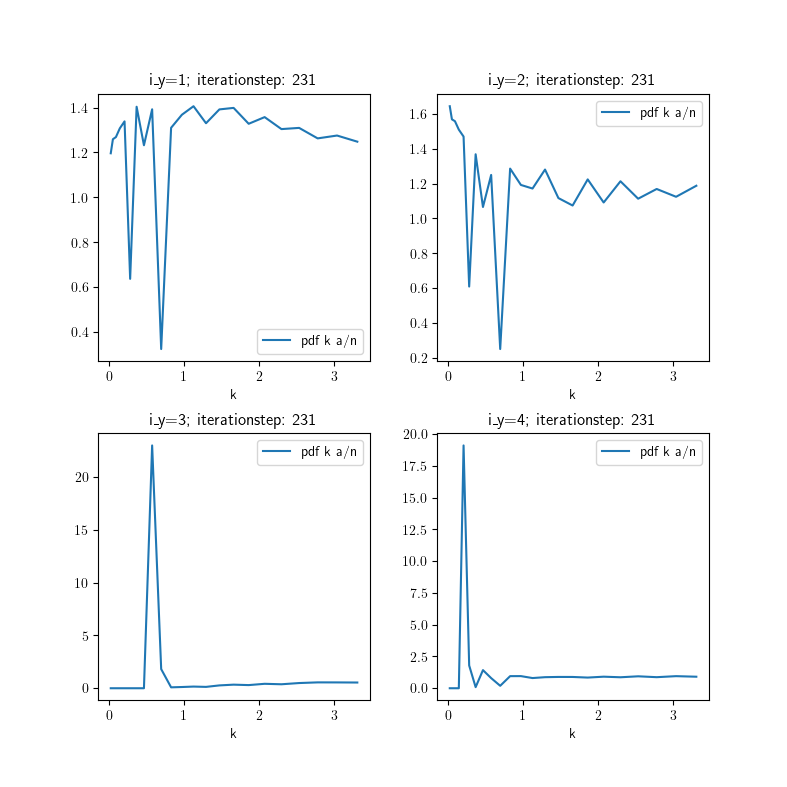 i_y=1; iterationstep: 231
1.4
1.2
1.0
0.8
0.6
0.4
pdf k a/n
0 1 2 3
k
i_y=2; iterationstep: 231
1.6
1.4
1.2
1.0
0.8
0.6
0.4
0.2
pdf k a/n
0 1 2 3
k
i_y=3; iterationstep: 231
20
15
10
5
0
pdf k a/n
0 1 2 3
k
i_y=4; iterationstep: 231
20.0
17.5
15.0
12.5
10.0
7.5
5.0
2.5
0.0
pdf k a/n
0 1 2 3
k